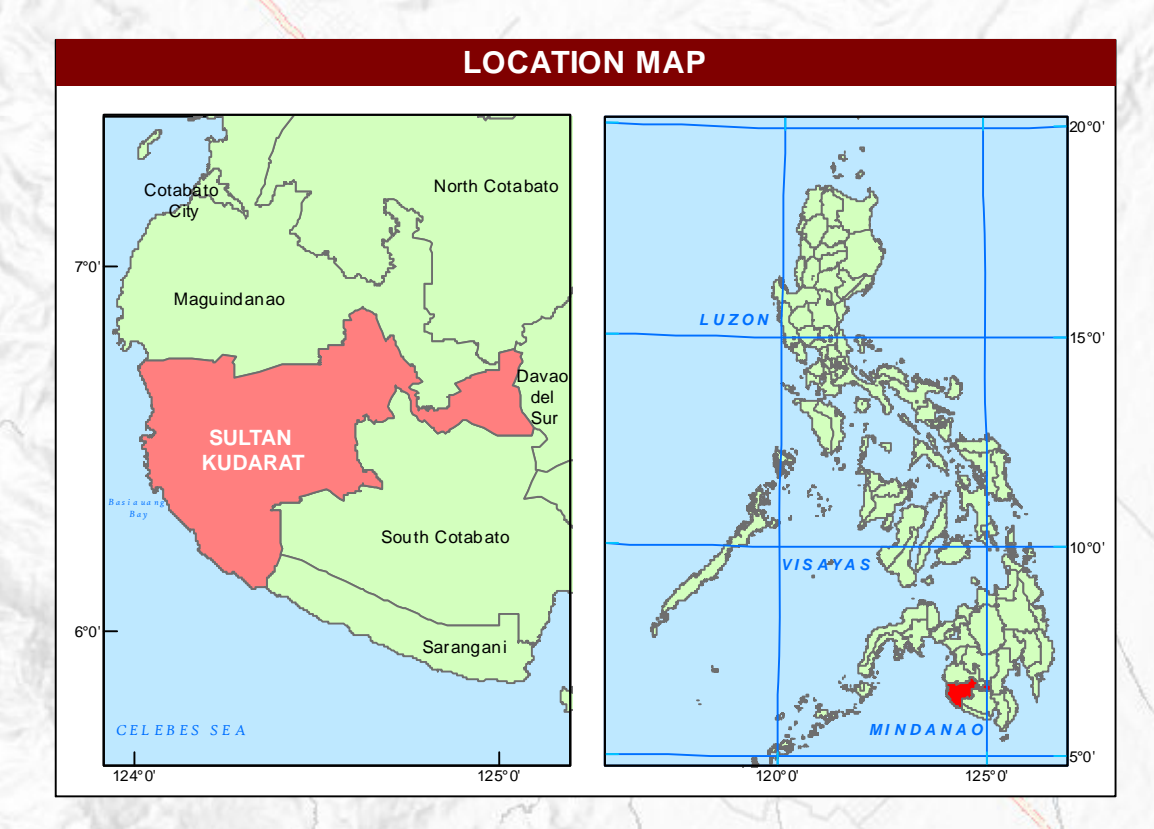 LOCATION MAP
Cotabato
City
North Cotabato
7°0'
Maguindanao
Davao
del
Sur
SULTAN
KUDARAT
Basiauang
Bay
South Cotabato
6°0'
Sarangani
CELEBES SEA
124°0'
125°0'
20°0'
LUZON
15°0'
10°0'
VISAYAS
MINDANAO
5°0'
120°0'
125°0'